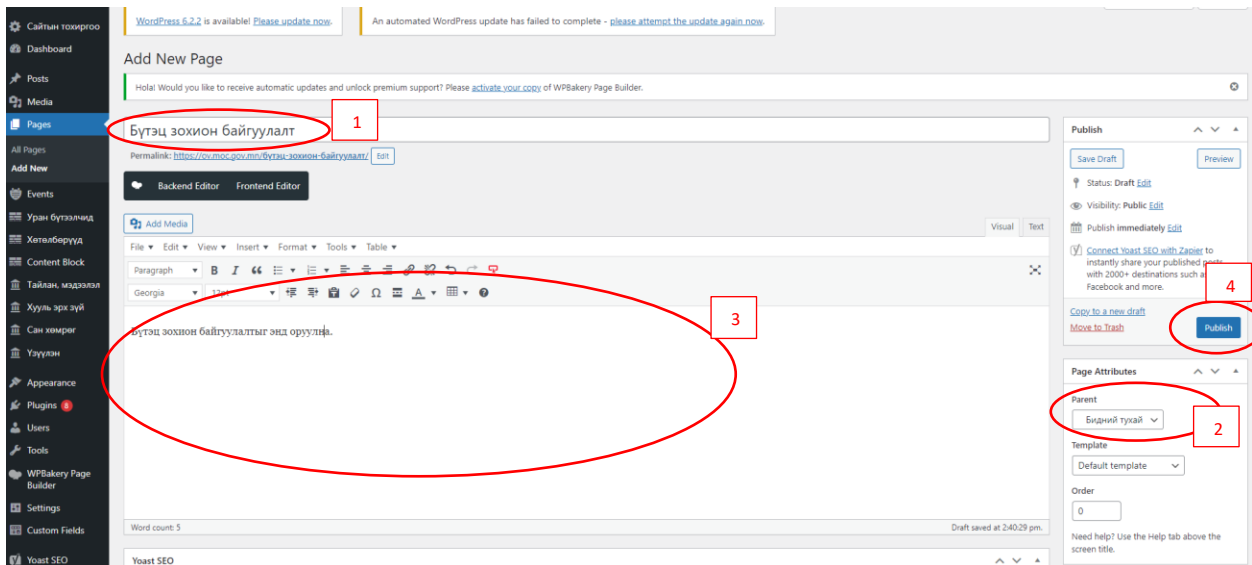 WordPress 6.2.2 is available! Please update now.
An automated WordPress update has failed to complete - please attempt the update again now.
Сайтын тохиргоо
Dashboard
Posts
Media
Pages
All Pages
Add New
Events
Уран бүтээлчид
Хөтөлбөрүүд
Content Block
Тайлан, мэдээлэл
Хууль эрх зүй
Сан хөмрөг
Үзүүлэн
Appearance
Plugins 8
Users
Tools
WPBakery Page
Builder
Settings
Custom Fields
Yoast SEO
Add New Page
Hola! Would you like to receive automatic updates and unlock premium support? Please activate your copy of WPBakery Page Builder.
Бүтэц зохион байгуулалт
1
Permalink: https://ov.moc.gov.mn/бүтэц-зохион-байгуулалт/ Edit
Backend Editor Frontend Editor
Add Media
Visual Text
File Edit View Insert Format Tools Table
Paragraph
Georgia 12pt
Бүтэц зохион байгуулалтыг энд оруулна.
3
Word count: 5
Draft saved at 2:40:29 pm.
Yoast SEO
Publish
Save Draft Preview
Status: Draft Edit
Visibility: Public Edit
Publish immediately Edit
Connect Yoast SEO with Zapier to
instantly share your published posts
with 2000+ destinations such as
Facebook and more.
4
Copy to a new draft
Move to Trash
Publish
Page Attributes
Parent
Бидний тухай
2
Template
Default template
Order
0
Need help? Use the Help tab above the
screen title.